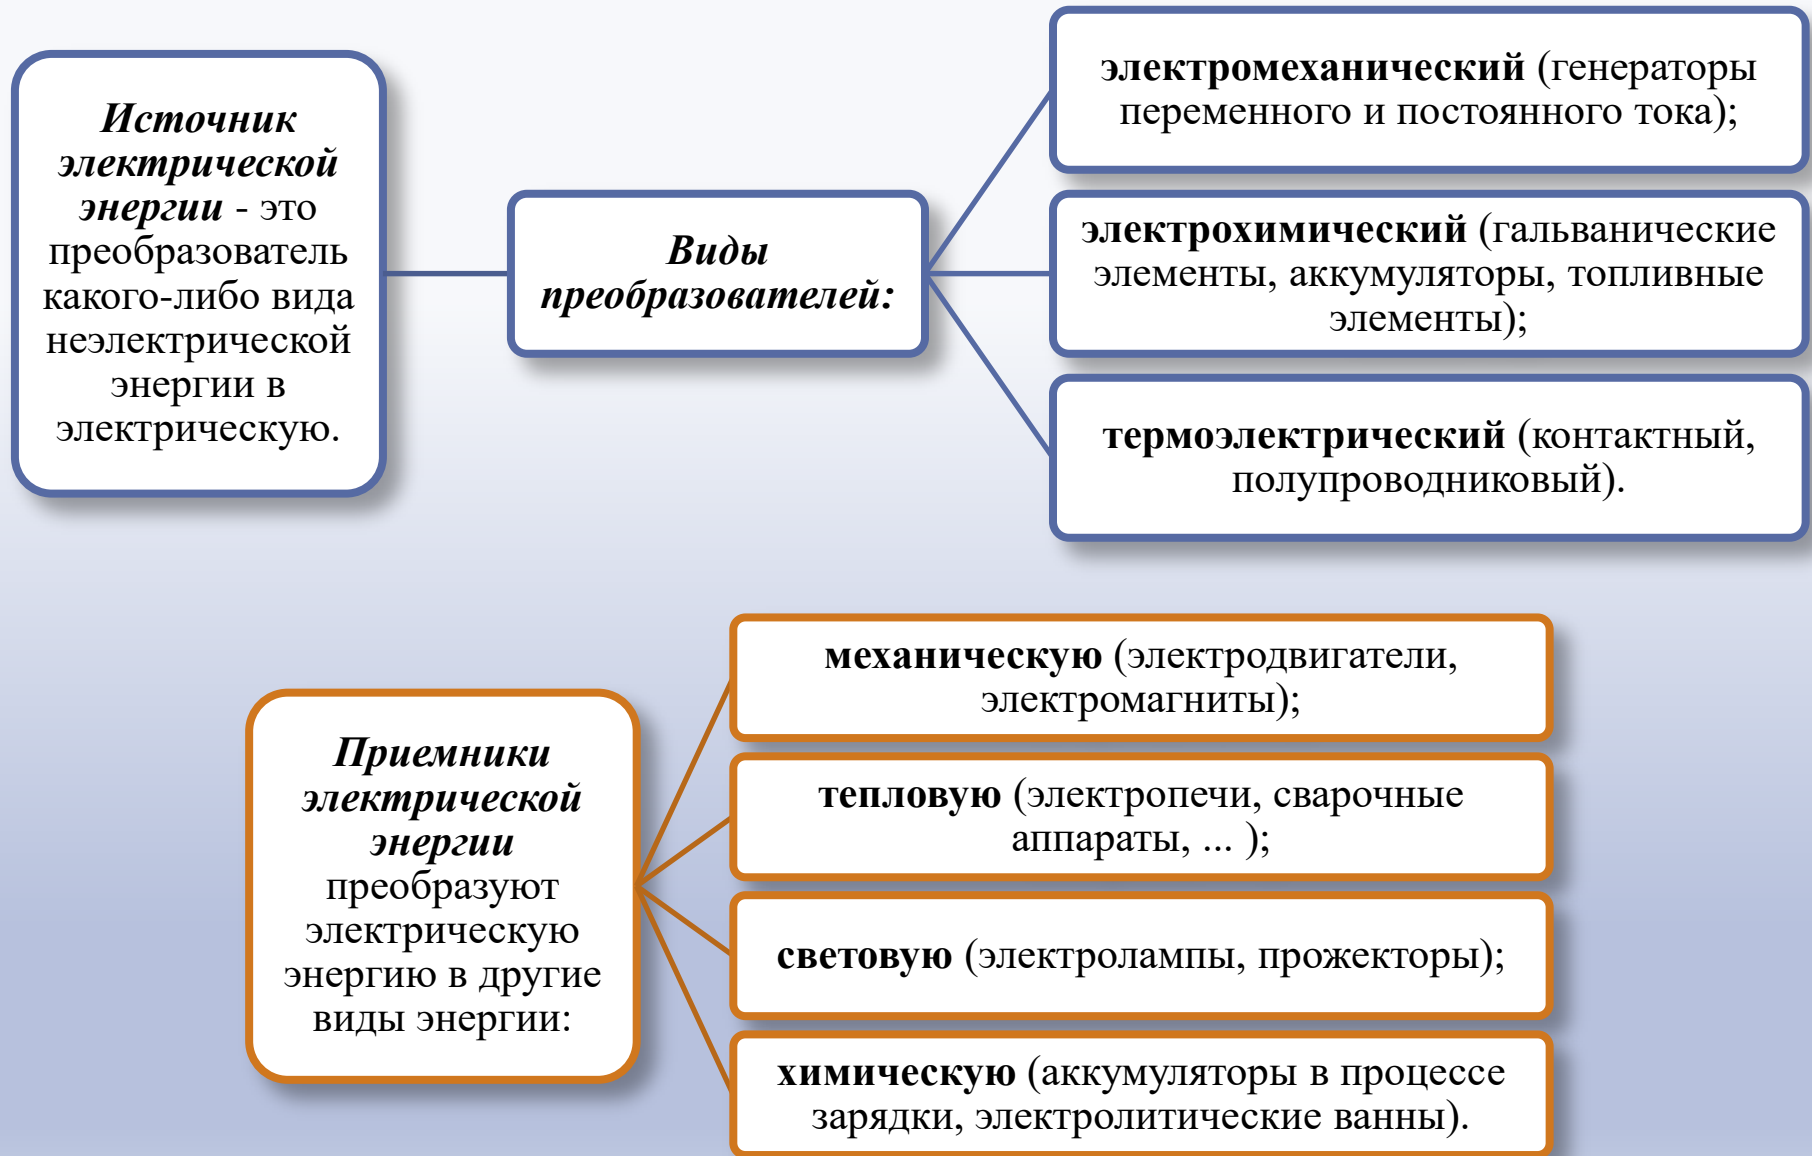 Источник
электрической
энергии - это
преобразователь
какого-либо вида
неэлектрической
энергии в
электрическую.
Виды
преобразователей:
электромеханический (генераторы
переменного и постоянного тока);
электрохимический (гальванические
элементы, аккумуляторы, топливные
элементы);
термоэлектрический (контактный,
полупроводниковый).
Приемники
электрической
энергии
преобразуют
электрическую
энергию в другие
виды энергии:
механическую (электродвигатели,
электромагниты);
тепловую (электропечи, сварочные
аппараты, ... );
световую (электролампы, прожекторы);
химическую (аккумуляторы в процессе
зарядки, электролитические ванны).